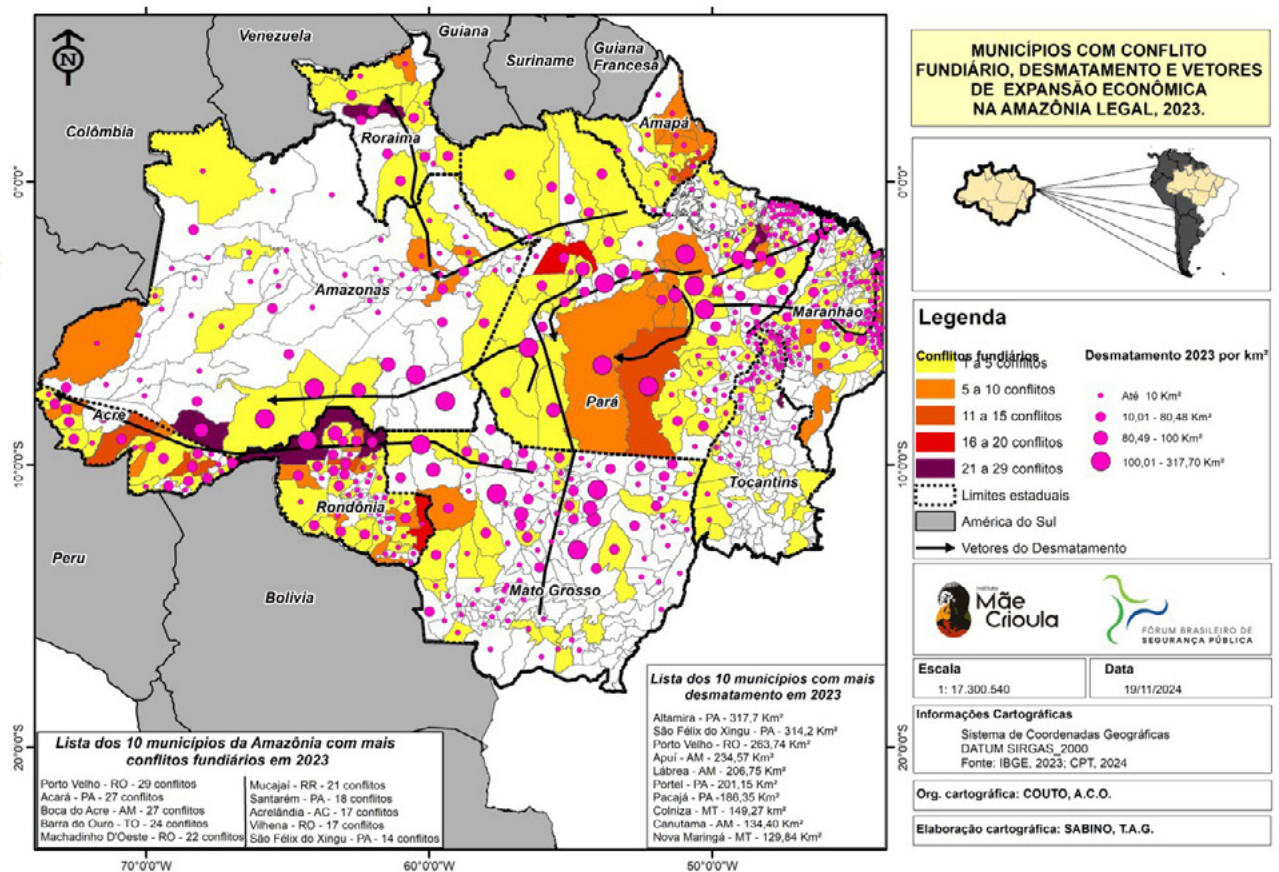 MUNICÍPIOS COM CONFLITO
FUNDIÁRIO, DESMATAMENTO E VETORES
DE EXPANSÃO ECONÔMICA
NA AMAZÔNIA LEGAL, 2023.
N
Venezuela
Guiana
Suriname
Guiana
Francesa
Colômbia
Roraima
Amapá
Amazonas
Maranhão
Pará
Acre
Tocantins
Rondônia
Mato Grosso
Peru
Bolivia
0°0'0"
10°0'0"S
20°0'0"S
0°0'0"
10°0'0"S
20°0'0"S
70°0'0"W
60°0'0"W
50°0'0"W
Lista dos 10 municípios da Amazônia com mais
conflitos fundiários em 2023
Porto Velho - RO - 29 conflitos
Acará - PA - 27 conflitos
Boca do Acre - AM - 27 conflitos
Barra do Ouro - TO - 24 conflitos
Machadinho D'Oeste - RO - 22 conflitos
Mucajaí - RR - 21 conflitos
Santarém - PA - 18 conflitos
Acrelândia - AC - 17 conflitos
Vilhena - RO - 17 conflitos
São Félix do Xingu - PA - 14 conflitos
Lista dos 10 municípios com mais
desmatamento em 2023
Altamira - PA - 317,7 Km²
São Félix do Xingu - PA - 314,2 Km²
Porto Velho - RO - 263,74 Km²
Apuí - AM - 234,57 Km²
Lábrea - AM - 206,75 Km²
Portel - PA - 201,15 Km²
Pacajá - PA -186,35 Km²
Colniza - MT - 149,27 km²
Canutama - AM - 134,40 Km²
Nova Maringá - MT - 129,84 Km²
Legenda
Conflitos fundiários
1 a 5 conflitos
5 a 10 conflitos
11 a 15 conflitos
16 a 20 conflitos
21 a 29 conflitos
Limites estaduais
América do Sul
Vetores do Desmatamento
Desmatamento 2023 por km²
Até 10 Km²
10,01 - 80,48 Km²
80,49 - 100 Km²
100,01 - 317,70 Km²
Instituto
Mãe
Crioula
FÓRUM BRASILEIRO DE
SEGURANÇA PÚBLICA
Escala
1: 17.300.540
Data
19/11/2024
Informações Cartográficas
Sistema de Coordenadas Geográficas
DATUM SIRGAS_2000
Fonte: IBGE, 2023; CPT, 2024
Org. cartográfica: COUTO, A.C.O.
Elaboração cartográfica: SABINO, T.A.G.